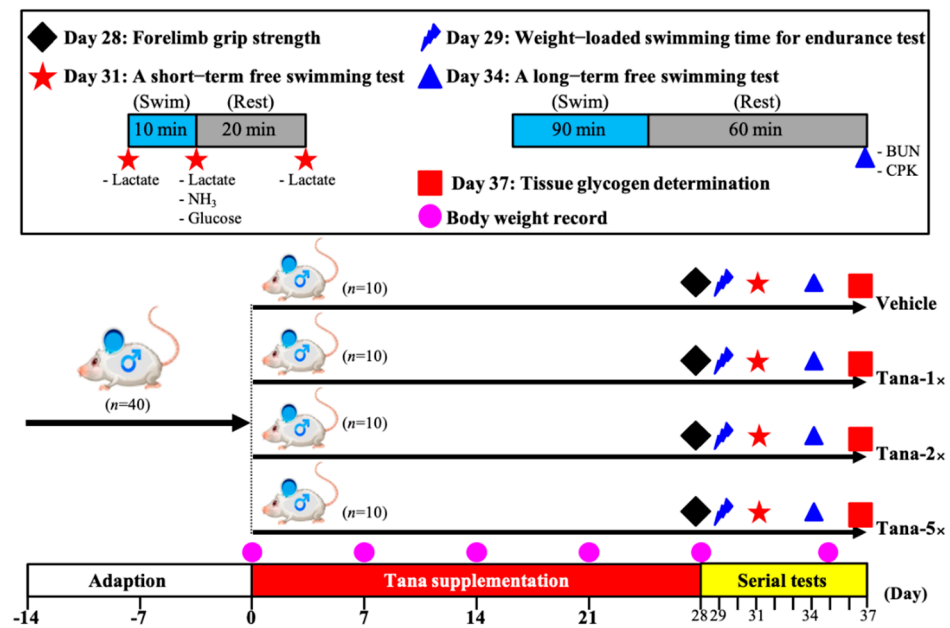 Day 28: Forelimb grip strength
Day 29: Weight−loaded swimming time for endurance test
Day 31: A short−term free swimming test
Day 34: A long−term free swimming test
(Swim) (Rest)
10 min 20 min
- Lactate
- Lactate
- NH3
- Glucose
- Lactate
(Swim) (Rest)
90 min 60 min
- BUN
- CPK
Day 37: Tissue glycogen determination
Body weight record
♂
(n=40)
♂
(n=10)
Vehicle
♂
(n=10)
Tana-1×
♂
(n=10)
Tana-2×
♂
(n=10)
Tana-5×
Adaption Tana supplementation Serial tests
(Day)
-14 -7 0 7 14 21 28 29 31 34 37